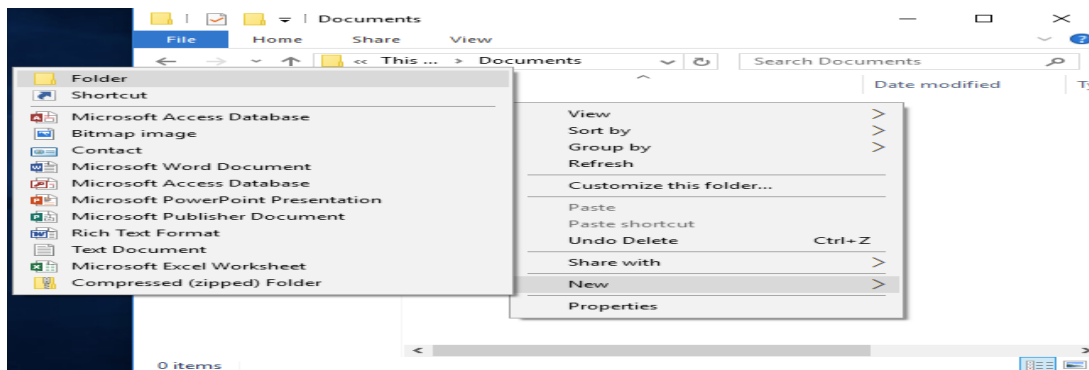 Documents
File Home Share View
« This ... > Documents Search Documents
Folder
Shortcut
Microsoft Access Database
Bitmap image
Contact
Microsoft Word Document
Microsoft Access Database
Microsoft PowerPoint Presentation
Microsoft Publisher Document
Rich Text Format
Text Document
Microsoft Excel Worksheet
Compressed (zipped) Folder
Date modified
View
Sort by
Group by
Refresh
Customize this folder...
Paste
Paste shortcut
Undo Delete Ctrl+Z
Share with
New
Properties
0 items